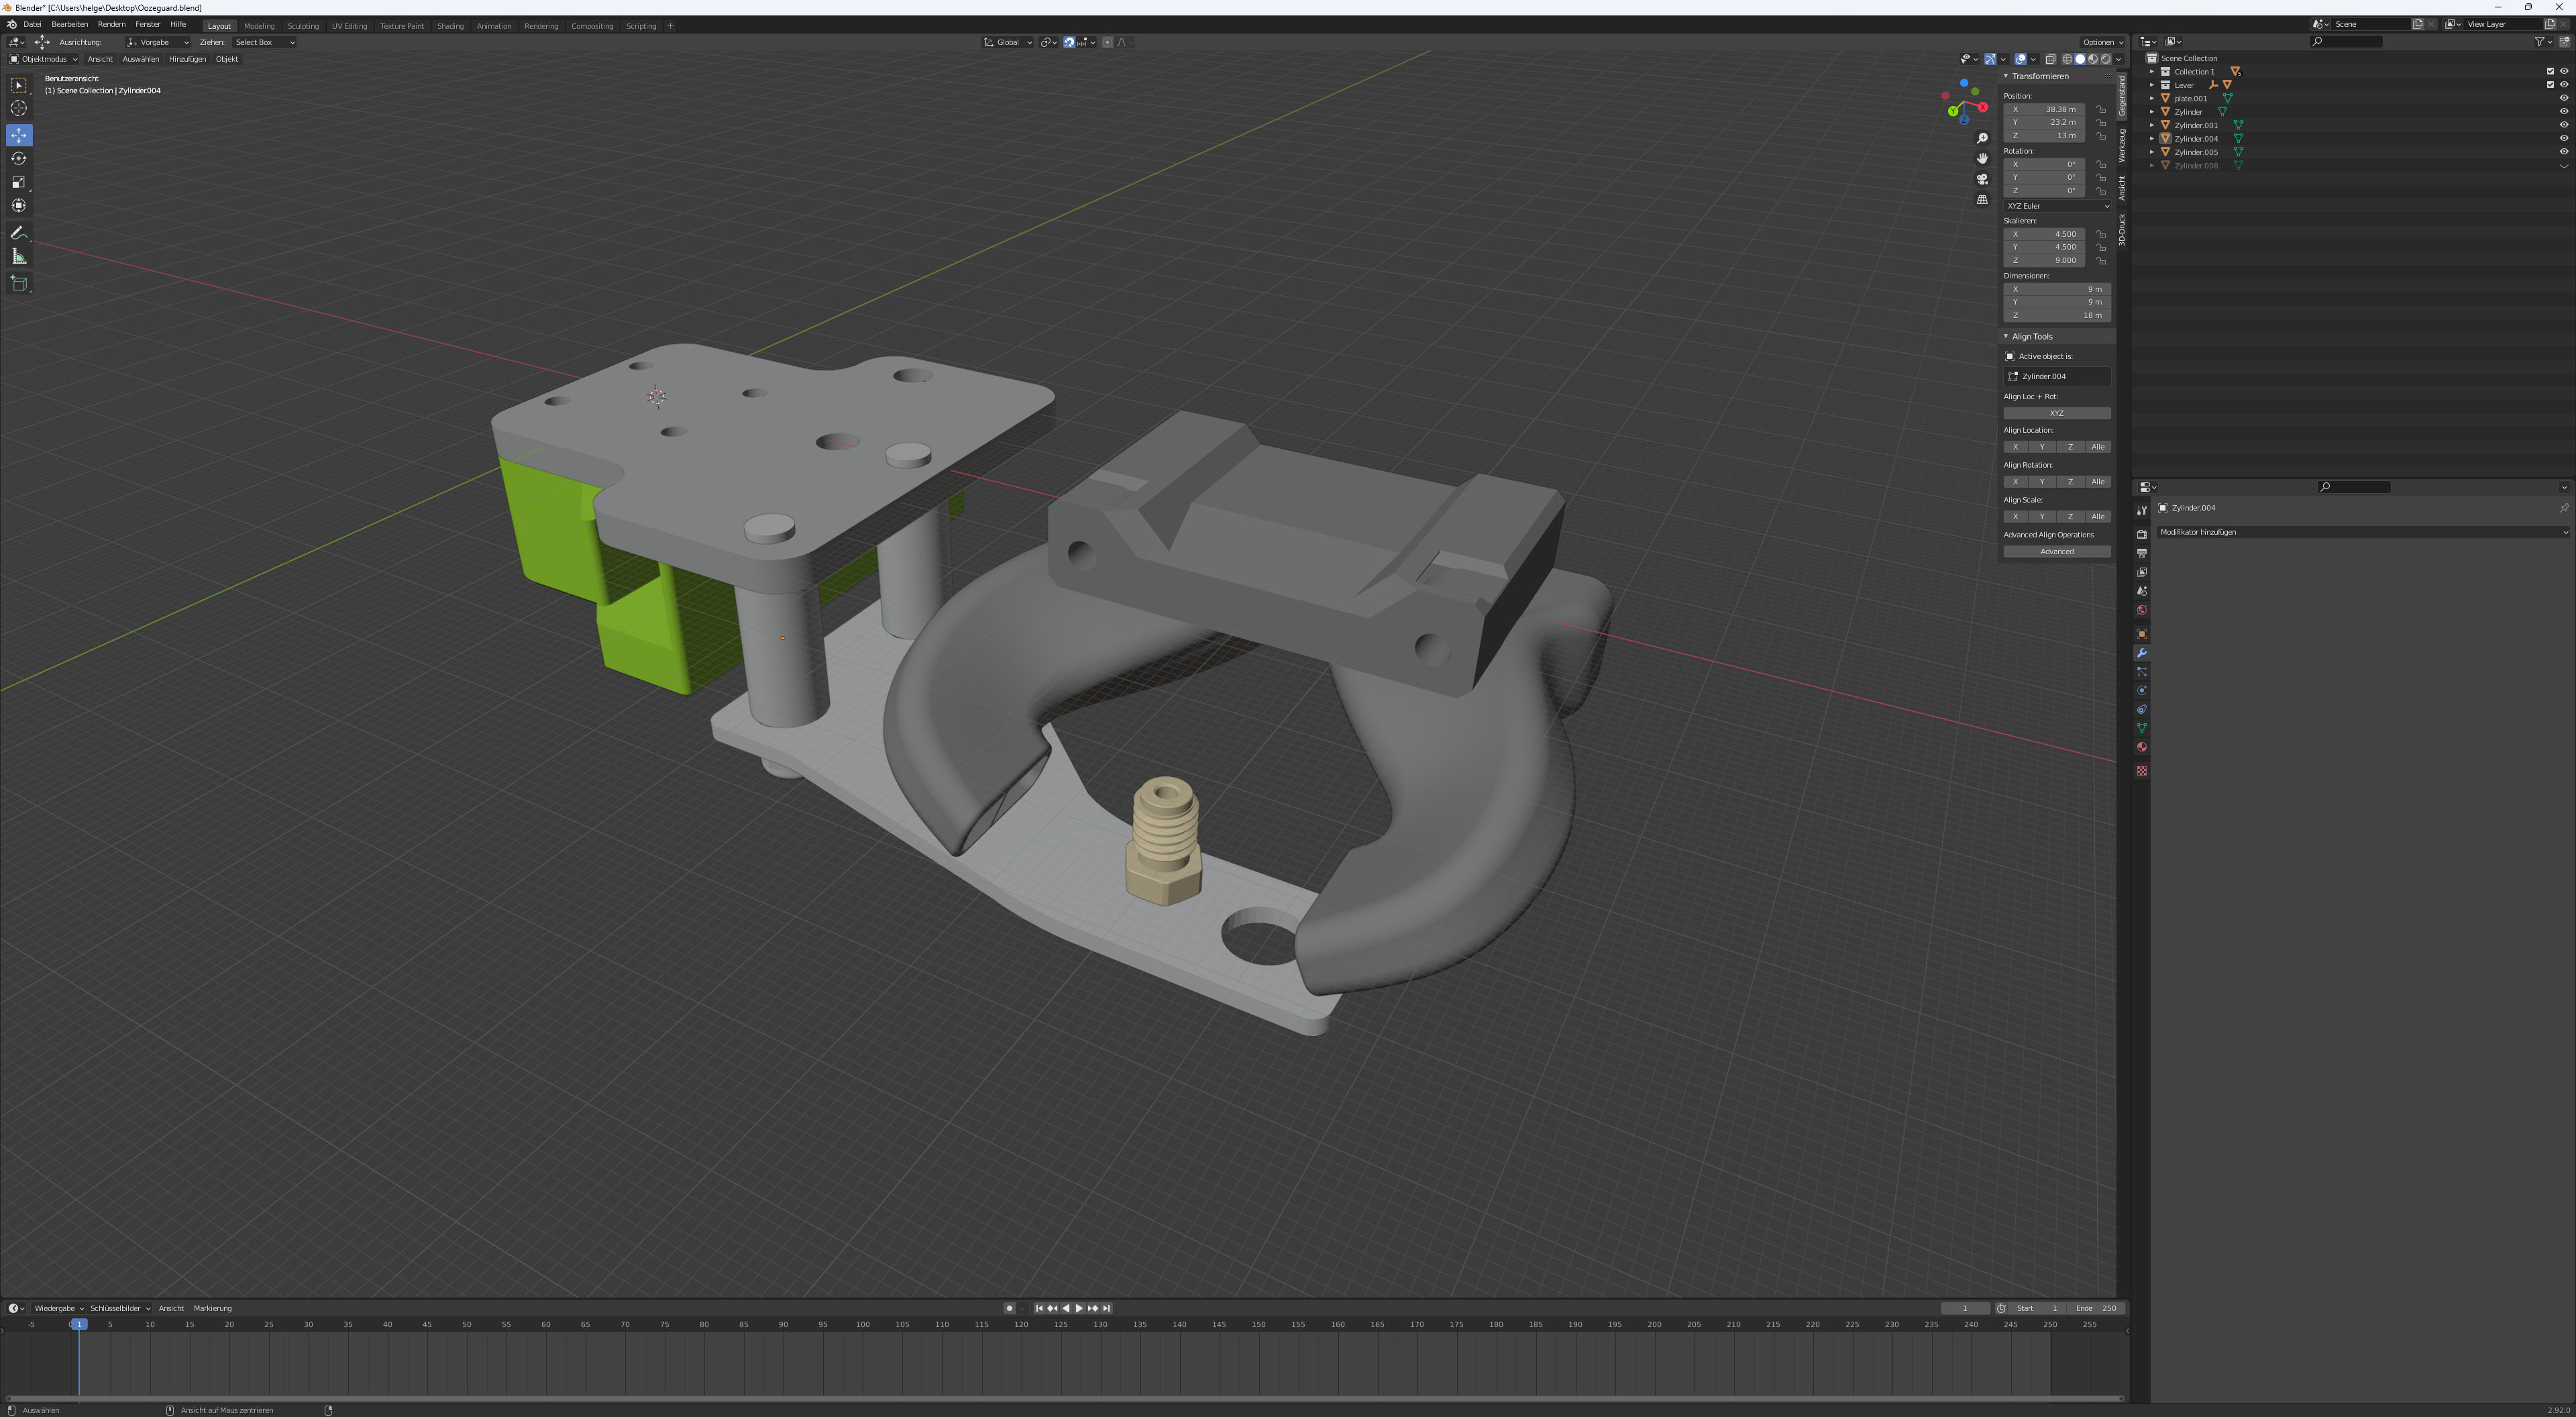 Blender* [C:\Users\helge\Desktop\Oozeguard.blend]
Datei Bearbeiten Rendern Fenster Hilfe Layout Modeling Sculpting UV Editing Texture Paint Shading Animation Rendering Compositing Scripting + Scene View Layer
Ausrichtung: Vorgabe Ziehen: Select Box Global Optionen
Objektmodus Ansicht Auswählen Hinzufügen Objekt
Benutzeransicht
(1) Scene Collection | Zylinder.004
X
Y
Z
Transformieren
Position:
X 38.38 m
Y 23.2 m
Z 13 m
Rotation:
X 0°
Y 0°
Z 0°
XYZ Euler
Skalieren:
X 4.500
Y 4.500
Z 9.000
Dimensionen:
X 9 m
Y 9 m
Z 18 m
Align Tools
Active object is:
Zylinder.004
Align Loc + Rot:
XYZ
Align Location:
X Y Z Alle
Align Rotation:
X Y Z Alle
Align Scale:
X Y Z Alle
Advanced Align Operations
Advanced
Gegenstand
Werkzeug
Ansicht
3D-Druck
Scene Collection
Collection 1
Lever
plate.001
Zylinder
Zylinder.001
Zylinder.004
Zylinder.005
Zylinder.008
Zylinder.004
Modifikator hinzufügen
Wiedergabe Schlüsselbilder Ansicht Markierung 1 Start 1 Ende 250
-5 0 1 5 10 15 20 25 30 35 40 45 50 55 60 65 70 75 80 85 90 95 100 105 110 115 120 125 130 135 140 145 150 155 160 165 170 175 180 185 190 195 200 205 210 215 220 225 230 235 240 245 250 255
Auswählen Ansicht auf Maus zentrieren 2.92.0